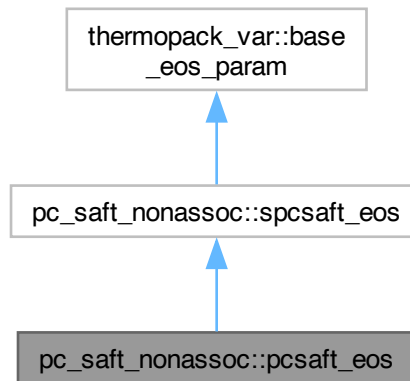 thermopack_var::base
_eos_param
pc_saft_nonassoc::spcsaft_eos
pc_saft_nonassoc::pcsaft_eos